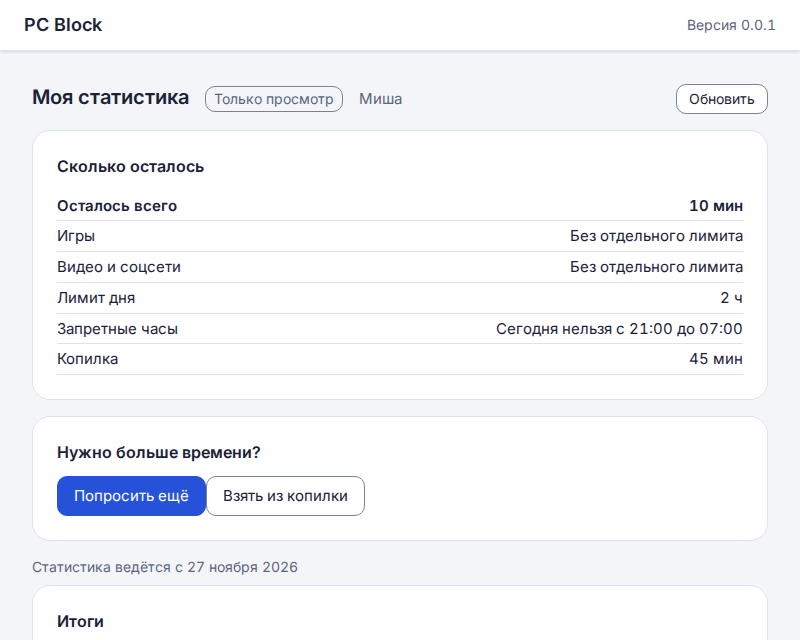 PC Block
Версия 0.0.1
Моя статистика
Только просмотр
Миша
Обновить
Сколько осталось
Осталось всего 10 мин
Игры Без отдельного лимита
Видео и соцсети Без отдельного лимита
Лимит дня 2 ч
Запретные часы Сегодня нельзя с 21:00 до 07:00
Копилка 45 мин
Нужно больше времени?
Попросить ещё
Взять из копилки
Статистика ведётся с 27 ноября 2026
Итоги